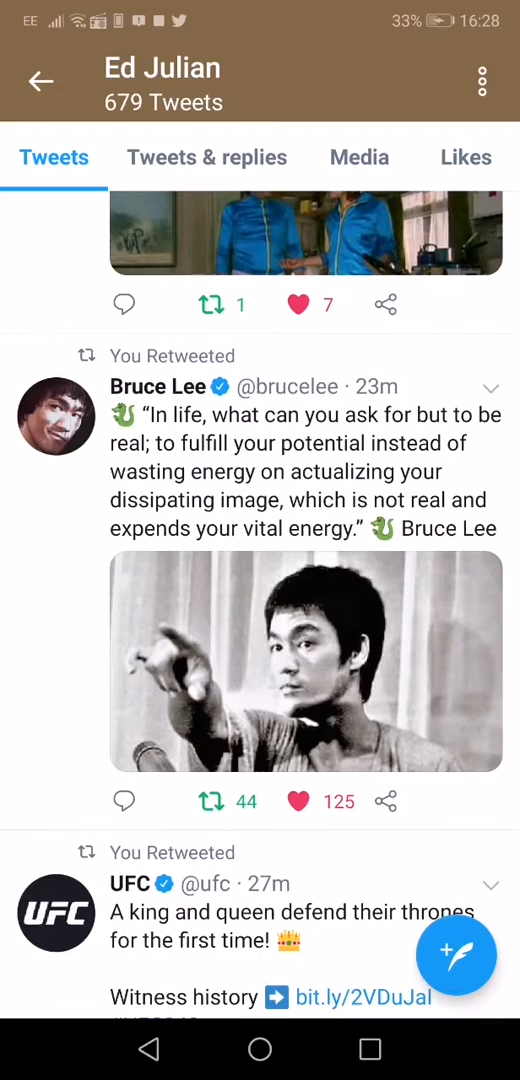 EE 33% 16:28
Ed Julian
679 Tweets
Tweets Tweets & replies Media Likes
1 7
You Retweeted
Bruce Lee @brucelee · 23m
🐉 “In life, what can you ask for but to be
real; to fulfill your potential instead of
wasting energy on actualizing your
dissipating image, which is not real and
expends your vital energy.” 🐉 Bruce Lee
44 125
You Retweeted
UFC @ufc · 27m
UFC
A king and queen defend their thrones
for the first time! 👑
Witness history ➡️ bit.ly/2VDuJal